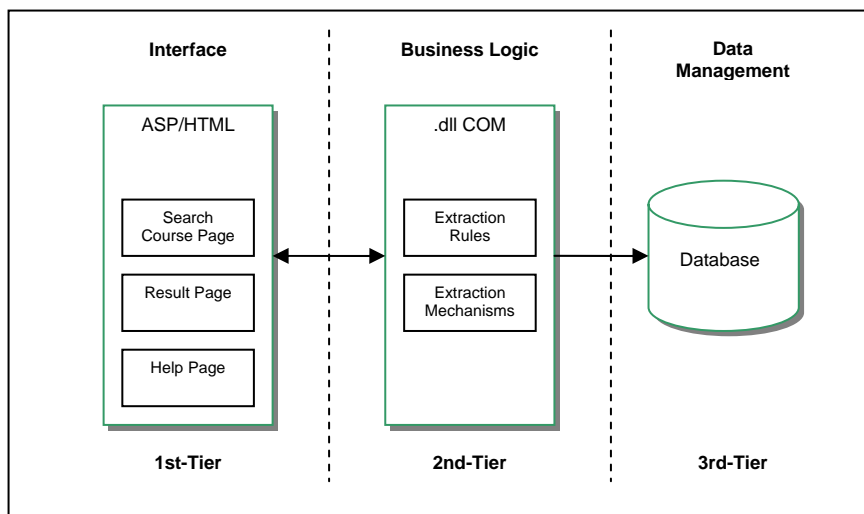 Interface
Business Logic
Data
Management
ASP/HTML
Search
Course Page
Result Page
Help Page
.dll COM
Extraction
Rules
Extraction
Mechanisms
Database
1st-Tier
2nd-Tier
3rd-Tier